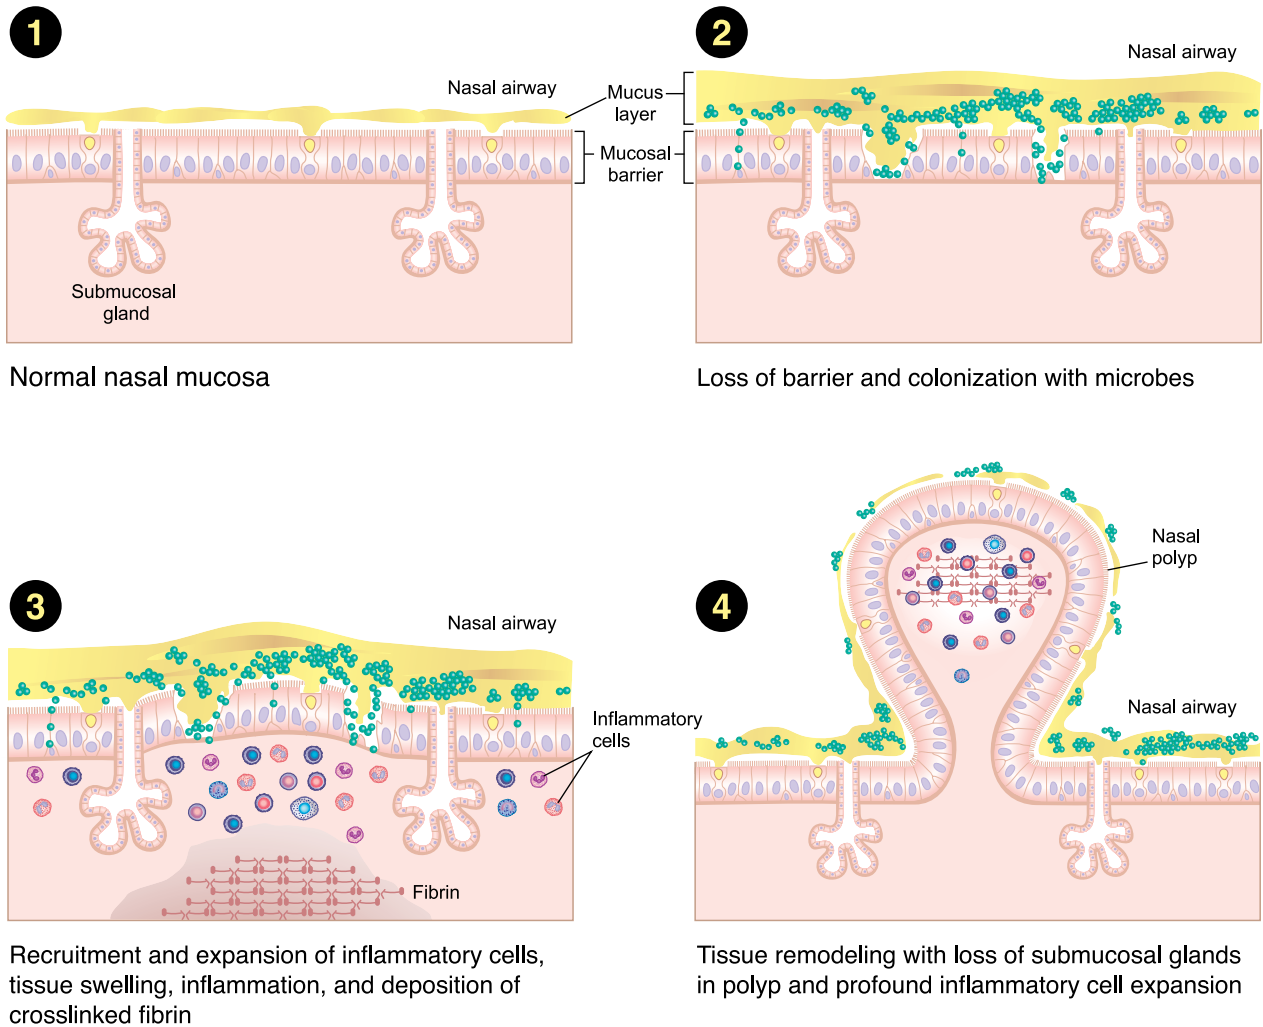 1
Nasal airway
Submucosal
gland
Normal nasal mucosa
Mucus
layer
Mucosal
barrier
2
Nasal airway
Loss of barrier and colonization with microbes
3
Nasal airway
Inflammatory
cells
Fibrin
Recruitment and expansion of inflammatory cells,
tissue swelling, inflammation, and deposition of
crosslinked fibrin
4
Nasal
polyp
Nasal airway
Tissue remodeling with loss of submucosal glands
in polyp and profound inflammatory cell expansion